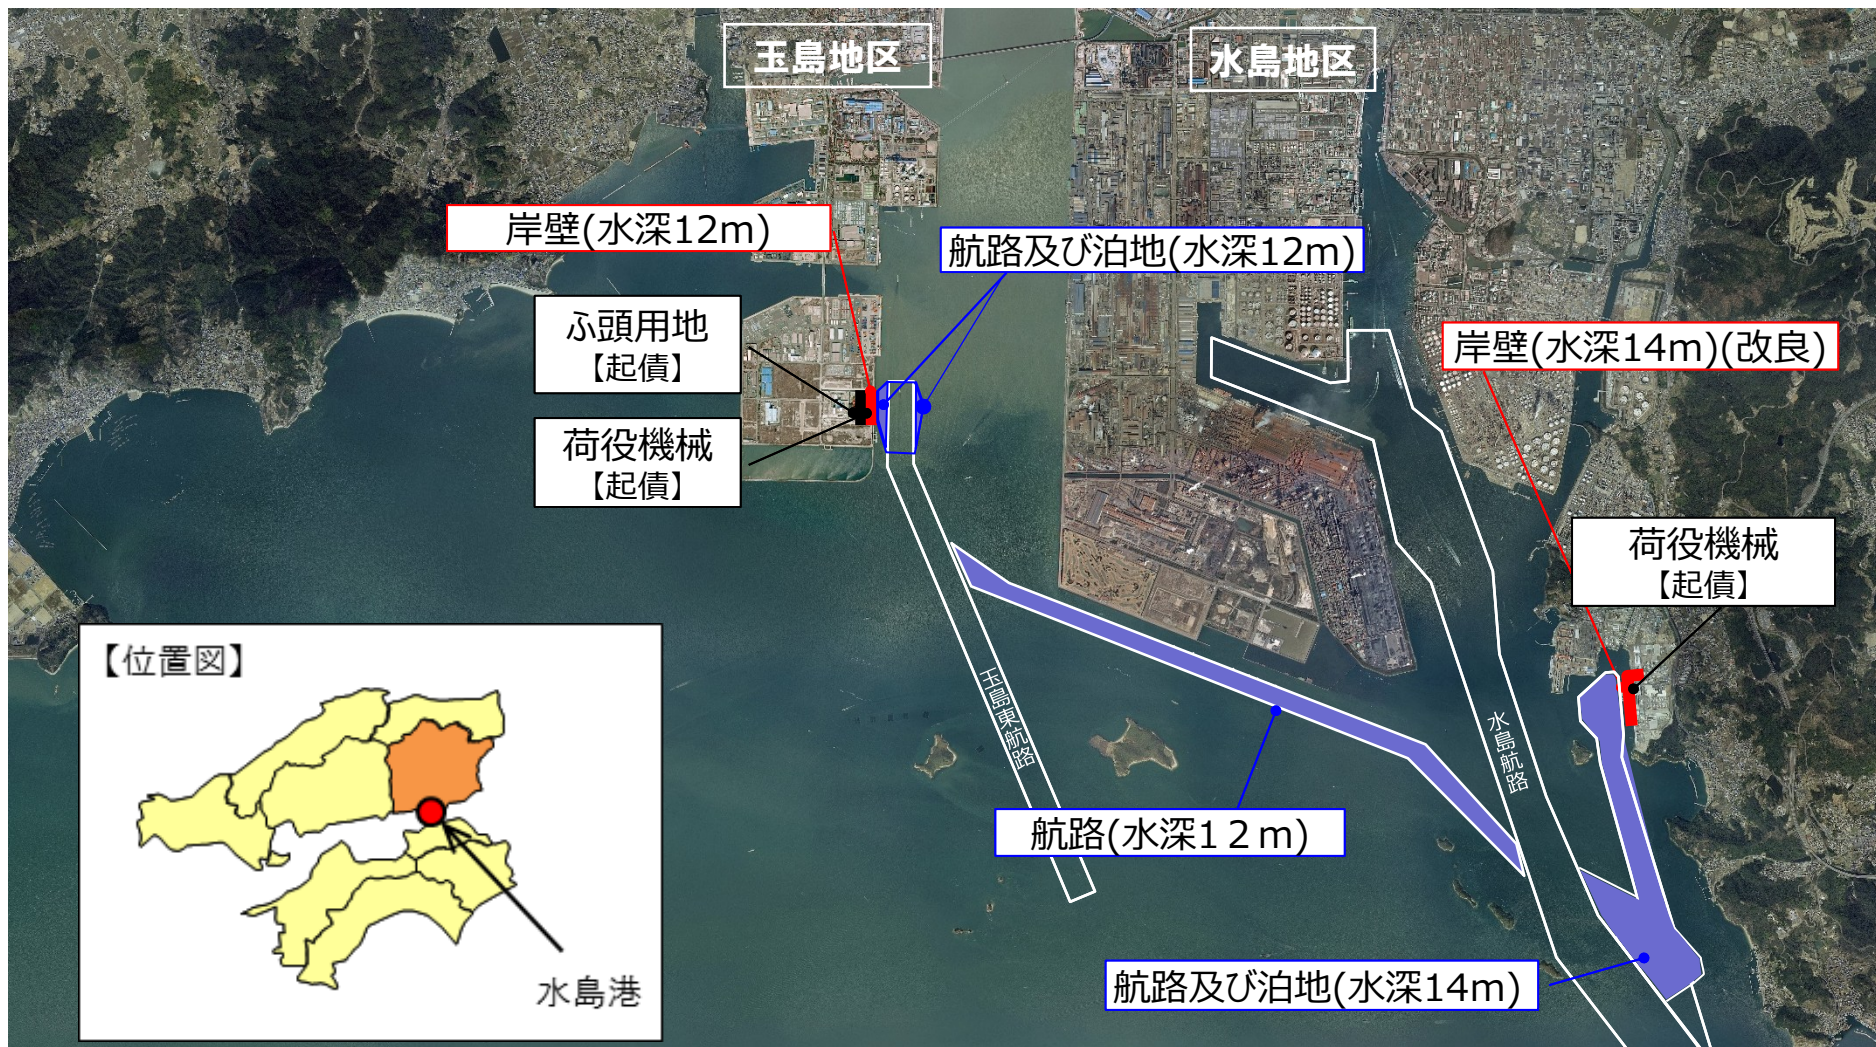 玉島地区
水島地区
岸壁(水深12m)
航路及び泊地(水深12m)
ふ頭用地
【起債】
荷役機械
【起債】
岸壁(水深14m)(改良)
荷役機械
【起債】
玉島東航路
水島航路
航路(水深１２ｍ)
航路及び泊地(水深14m)
【位置図】
水島港